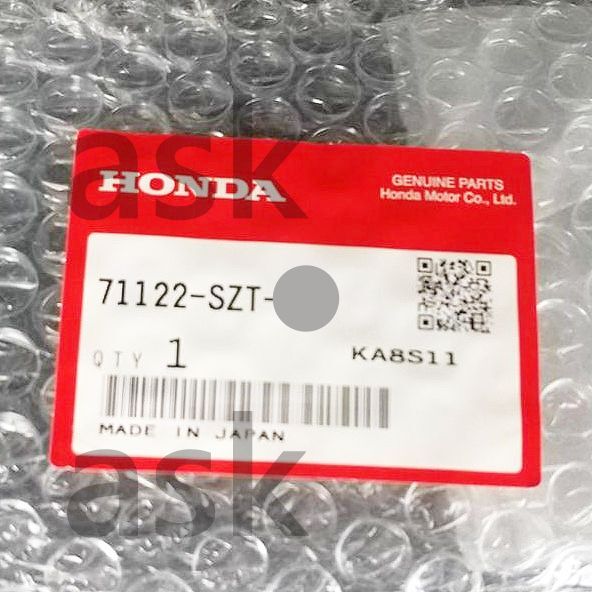 ask
HONDA
GENUINE PARTS
Honda Motor Co., Ltd.
71122-SZT-
QTY 1
KA8S11
MADE IN JAPAN
ask